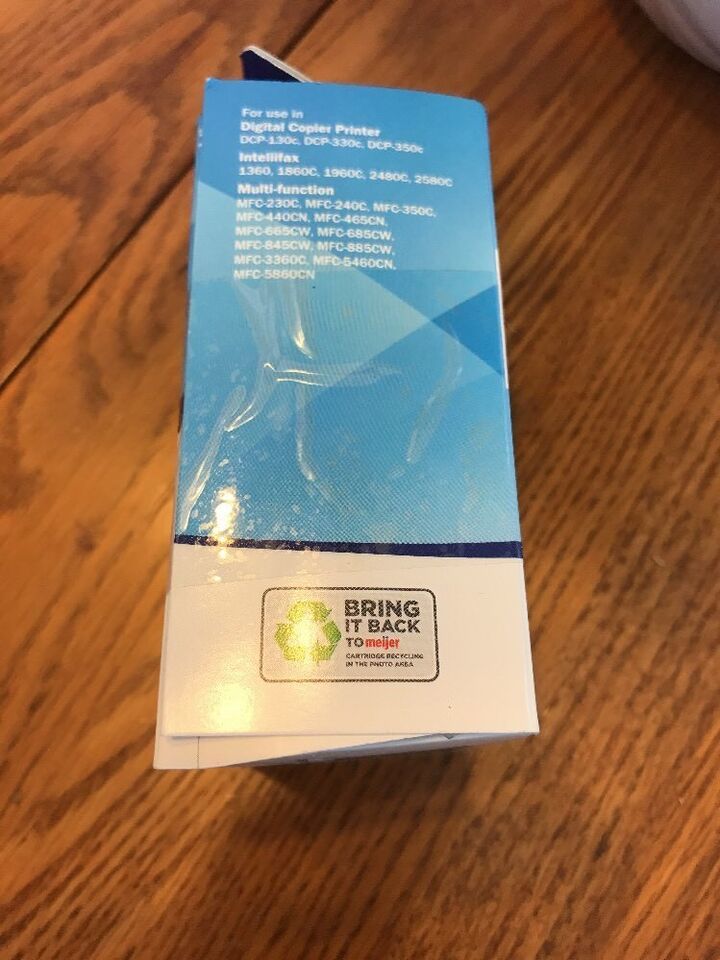 For use in
Digital Copier Printer
DCP-130c, DCP-330c, DCP-350c
Intellifax
1360, 1860C, 1960C, 2480C, 2580C
Multi-function
MFC-230C, MFC-240C, MFC-350C,
MFC-440CN, MFC-465CN,
MFC-665CW, MFC-685CW,
MFC-845CW, MFC-885CW,
MFC-3360C, MFC-5460CN,
MFC-5860CN
BRING
IT BACK
TO meijer
CARTRIDGE RECYCLING
IN THE PHOTO AREA